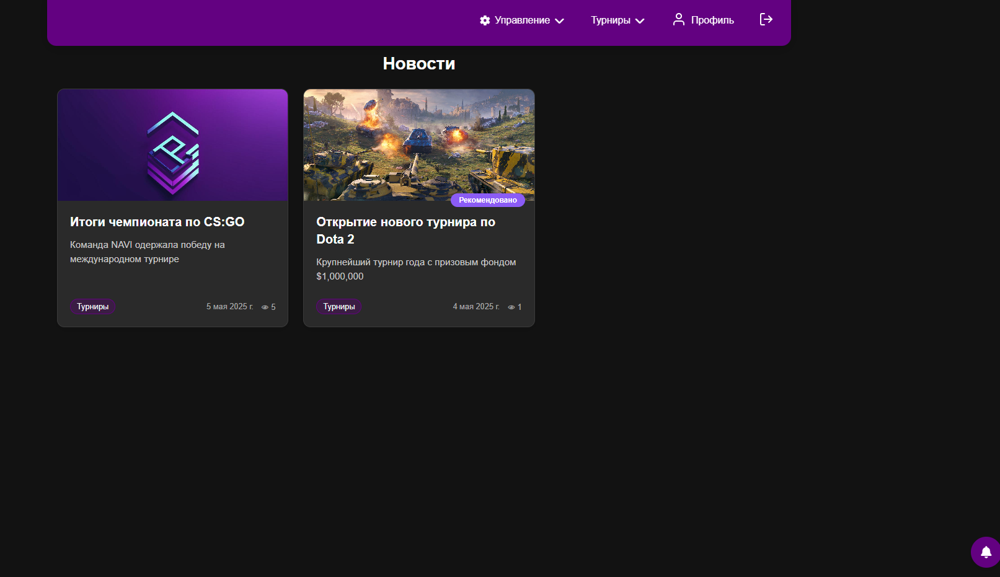 Управление
Турниры
Профиль
Новости
Итоги чемпионата по CS:GO
Команда NAVI одержала победу на
международном турнире
Турниры
5 мая 2025 г.
5
Рекомендовано
Открытие нового турнира по
Dota 2
Крупнейший турнир года с призовым фондом
$1,000,000
Турниры
4 мая 2025 г.
1